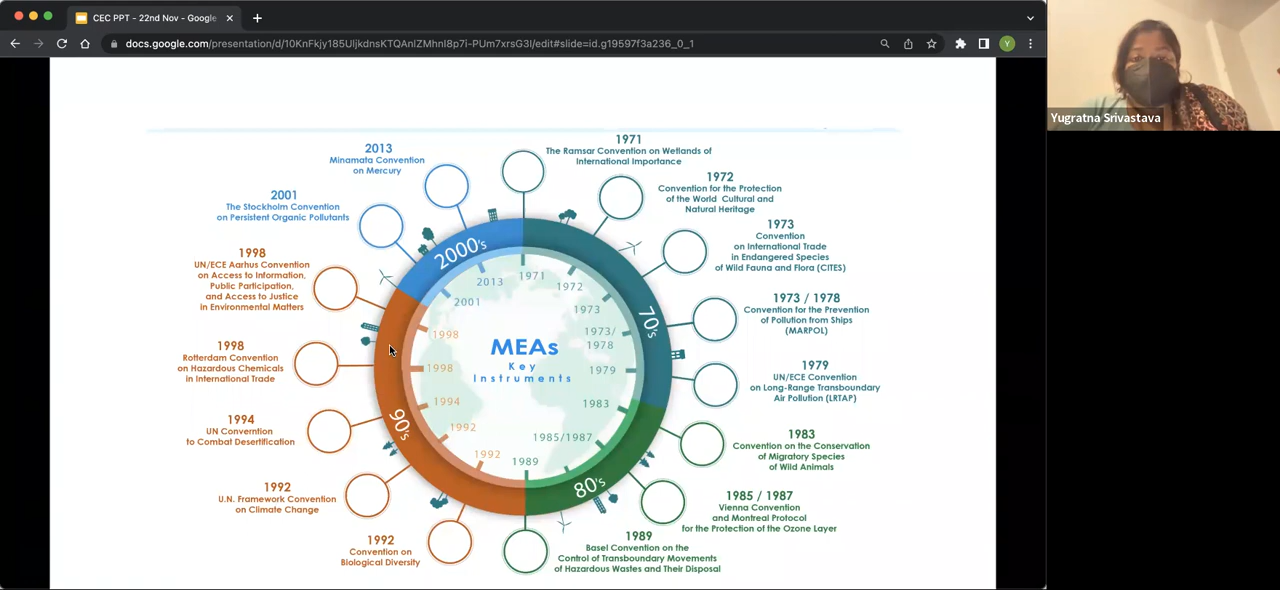 CEC PPT - 22nd Nov - Google
docs.google.com/presentation/d/10KnFkjy185UljkdnsKTQAnlZMhnI8p7i-PUm7xrsG3I/edit#slide=id.g19597f3a236_0_1
Y
Yugratna Srivastava
1971
The Ramsar Convention on Wetlands of
International Importance
1972
Convention for the Protection
of the World Cultural and
Natural Heritage
1973
Convention
on International Trade
in Endangered Species
of Wild Fauna and Flora (CITES)
1973 / 1978
Convention for the Prevention
of Pollution from Ships
(MARPOL)
1979
UN/ECE Convention
on Long-Range Transboundary
Air Pollution (LRTAP)
1983
Convention on the Conservation
of Migratory Species
of Wild Animals
1985 / 1987
Vienna Convention
and Montreal Protocol
for the Protection of the Ozone Layer
1989
Basel Convention on the
Control of Transboundary Movements
of Hazardous Wastes and Their Disposal
1992
Convention on
Biological Diversity
1992
U.N. Framework Convention
on Climate Change
1994
UN Convention
to Combat Desertification
1998
Rotterdam Convention
on Hazardous Chemicals
in International Trade
1998
UN/ECE Aarhus Convention
on Access to Information,
Public Participation,
and Access to Justice
in Environmental Matters
2001
The Stockholm Convention
on Persistent Organic Pollutants
2013
Minamata Convention
on Mercury
2000's
70's
80's
90's
1971
1972
1973
1973/
1978
1979
1983
1985/1987
1989
1992
1992
1994
1998
1998
2001
2013
MEAs
Key
Instruments